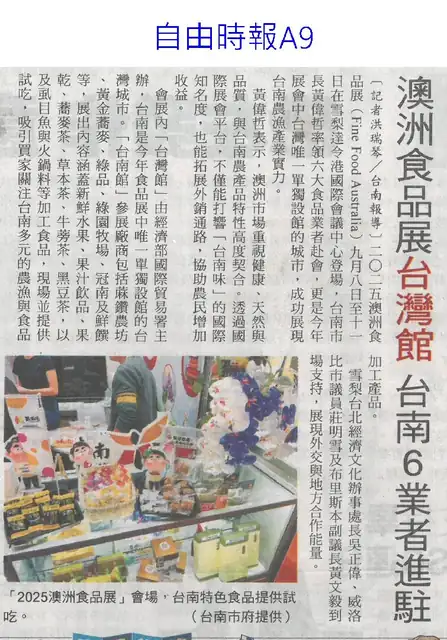 自由時報A9
澳洲食品展台灣館 台南6業者進駐
〔記者洪瑞琴/台南報導〕二〇二五澳洲食
品展(Fine Food Australia)九月八日至十一
日在雪梨達令港國際會議中心登場,台南市
長黃偉哲率領六大食品業者赴會,更是今年
展會中台灣唯一單獨設館的城市,成功展現
台南農漁產業實力。
黃偉哲表示,澳洲市場重視健康、天然與
品質,與台南農產品特性高度契合。透過國
際展會平台,不僅能打響「台南味」的國際
知名度,也能拓展外銷通路,協助農民增加
收益。
會展內「台灣館」由經濟部國際貿易署主
辦,台南是今年食品展中唯一單獨設館的台
灣城市。「台南館」參展廠商包括麻鑽農坊
、黃金蕎麥、綠品、綠園牧場、冠南及鮮饌
等,展出內容涵蓋新鮮水果、果汁飲品、果
乾、蕎麥茶、草本茶、牛蒡茶、黑豆茶,以
及虱目魚與火鍋料等加工食品,現場並提供
試吃,吸引買家關注台南多元的農漁與食品
加工產品。
雪梨台北經濟文化辦事處長吳正偉、威洛
比市議員莊明雪及布里斯本副議長黃文毅到
場支持,展現外交與地方合作能量。
「2025澳洲食品展」會場,台南特色食品提供試
吃。 (台南市府提供)